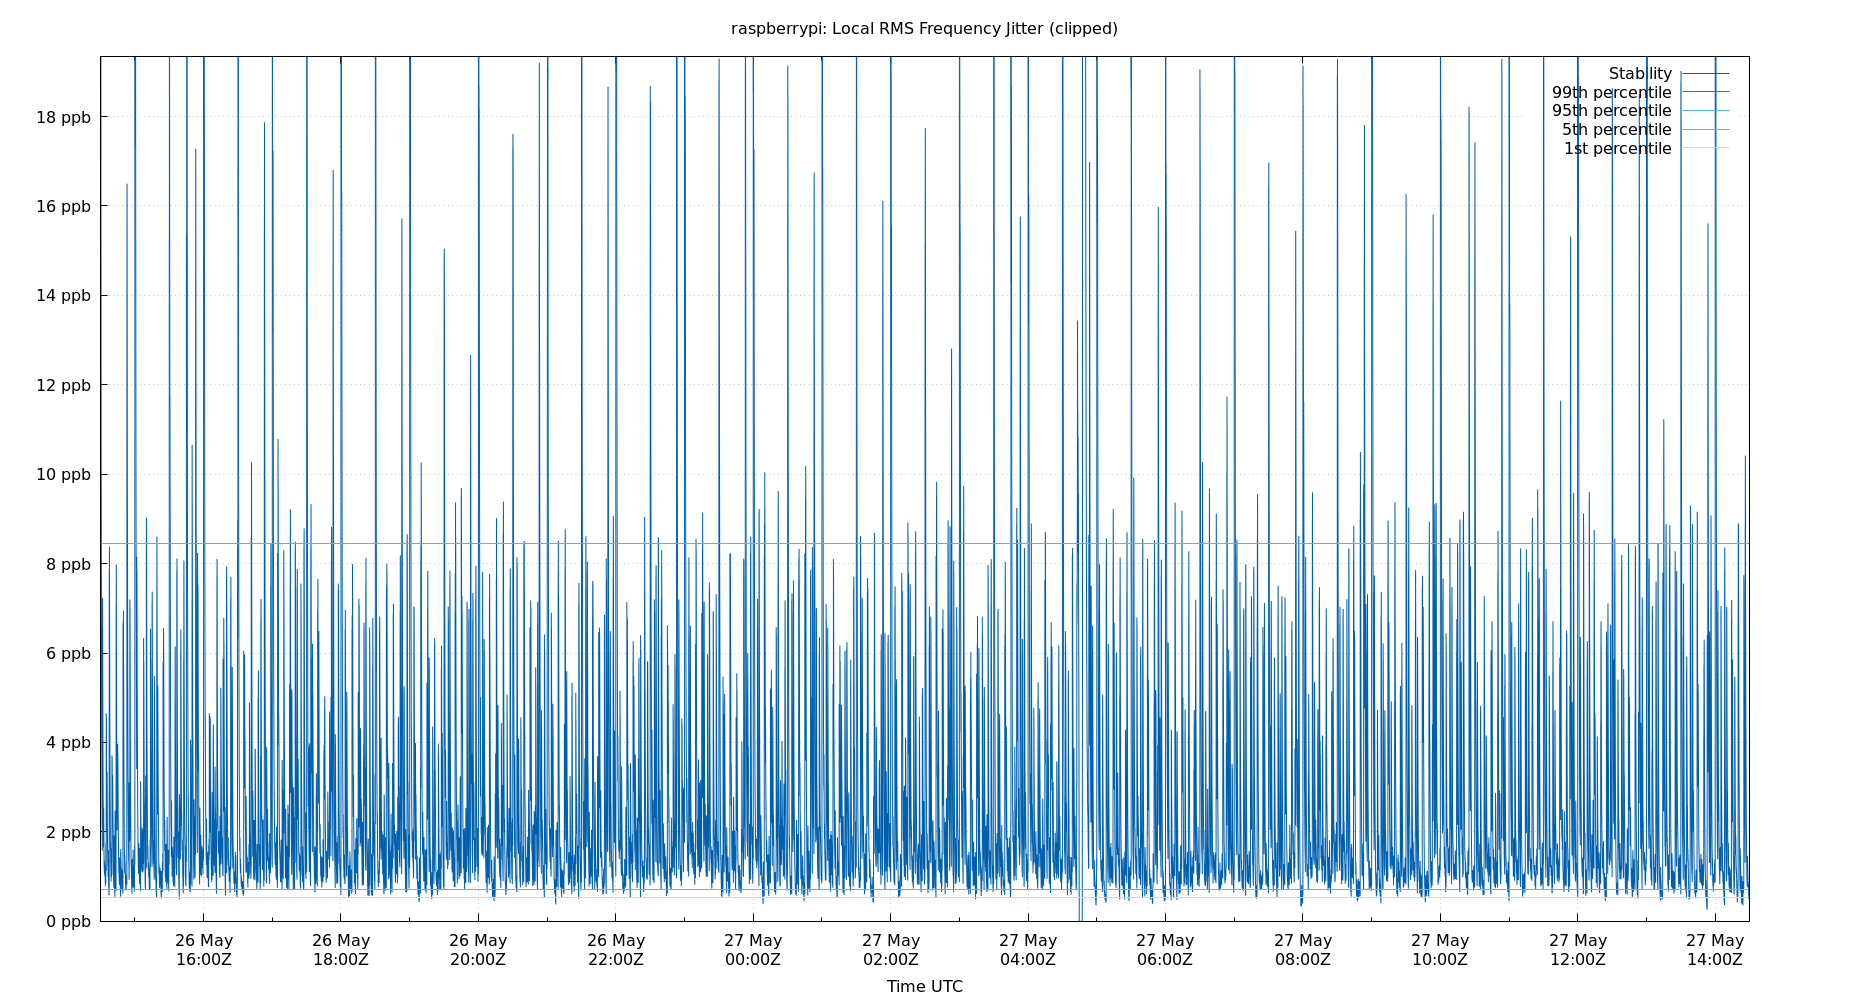 raspberrypi: Local RMS Frequency Jitter (clipped)
Stability
99th percentile
95th percentile
5th percentile
1st percentile
18 ppb
16 ppb
14 ppb
12 ppb
10 ppb
8 ppb
6 ppb
4 ppb
2 ppb
0 ppb
26 May 26 May 26 May 26 May 27 May 27 May 27 May 27 May 27 May 27 May 27 May 27 May
16:00Z 18:00Z 20:00Z 22:00Z 00:00Z 02:00Z 04:00Z 06:00Z 08:00Z 10:00Z 12:00Z 14:00Z
Time UTC